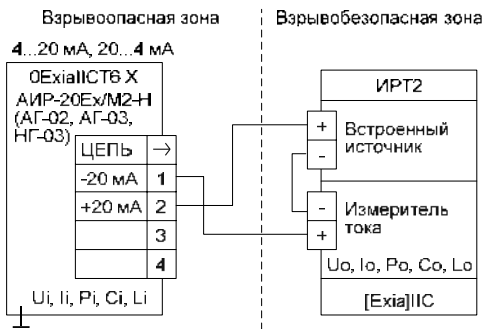 Взрывоопасная зона
Взрывобезопасная зона
4...20 мА, 20...4 мА
0ExiaIICT6 X
АИР-20Ex/М2-Н
(АГ-02, АГ-03,
НГ-03)
ЦЕПЬ →
-20 мА 1
+20 мА 2
3
4
Ui, Ii, Pi, Ci, Li
ИРТ2
+ Встроенный
- источник
- Измеритель
+ тока
Uo, Io, Po, Co, Lo
[Exia]IIC